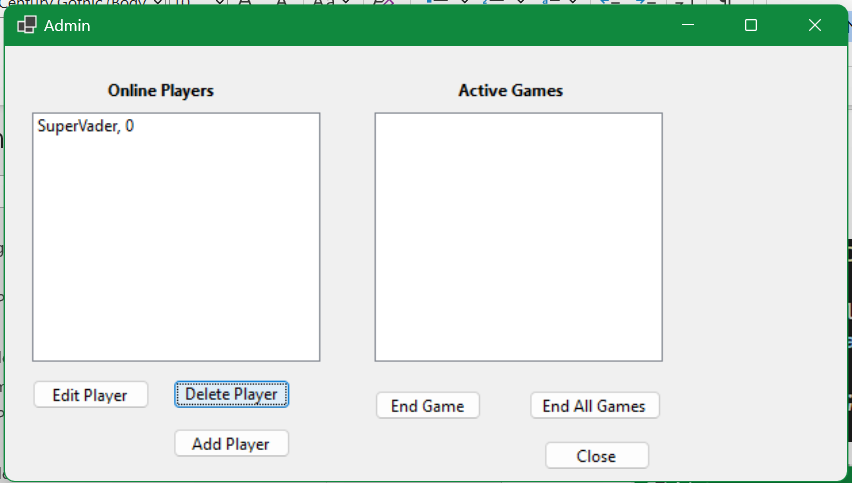 Admin
Online Players
Active Games
SuperVader, 0
Edit Player
Delete Player
End Game
End All Games
Add Player
Close